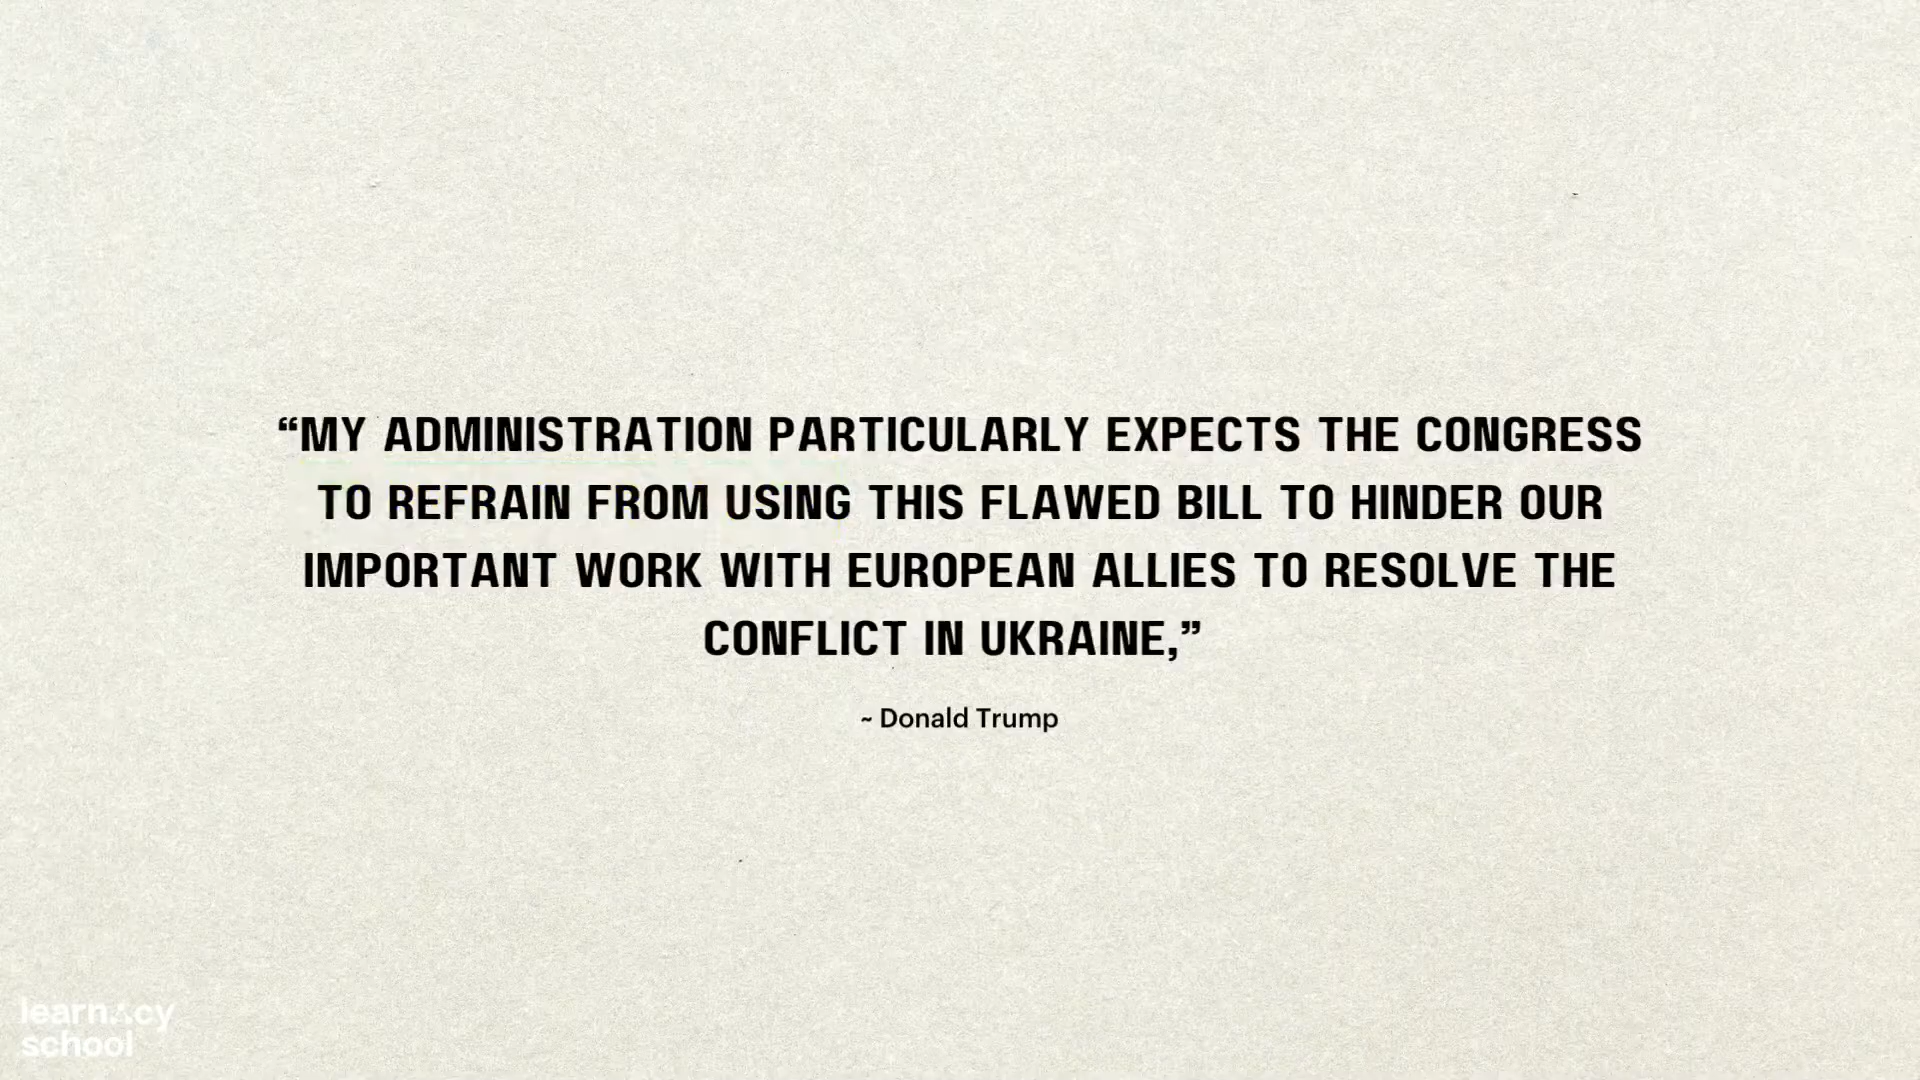 “MY ADMINISTRATION PARTICULARLY EXPECTS THE CONGRESS
TO REFRAIN FROM USING THIS FLAWED BILL TO HINDER OUR
IMPORTANT WORK WITH EUROPEAN ALLIES TO RESOLVE THE
CONFLICT IN UKRAINE,”
~ Donald Trump
learnacy
school